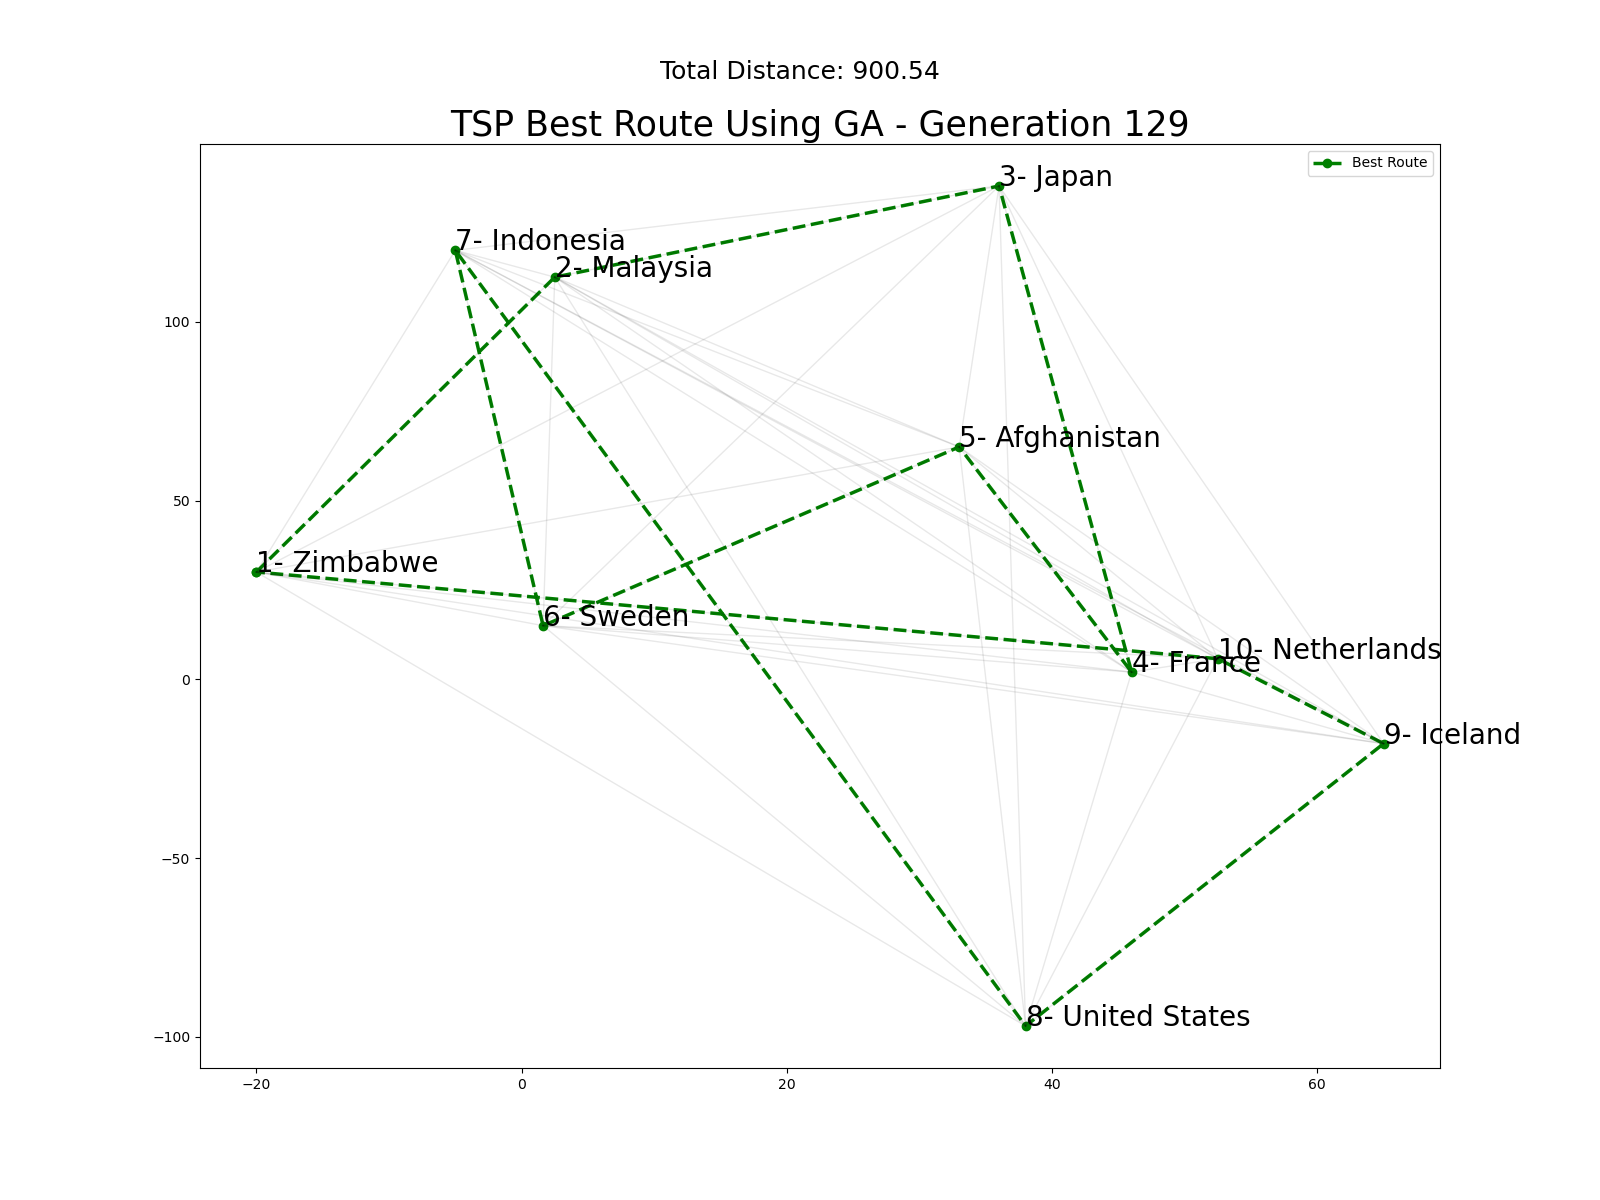 Total Distance: 900.54
TSP Best Route Using GA - Generation 129
Best Route
3- Japan
7- Indonesia
2- Malaysia
5- Afghanistan
1- Zimbabwe
6- Sweden
10- Netherlands
4- France
9- Iceland
8- United States
100
50
0
−50
−100
−20
0
20
40
60